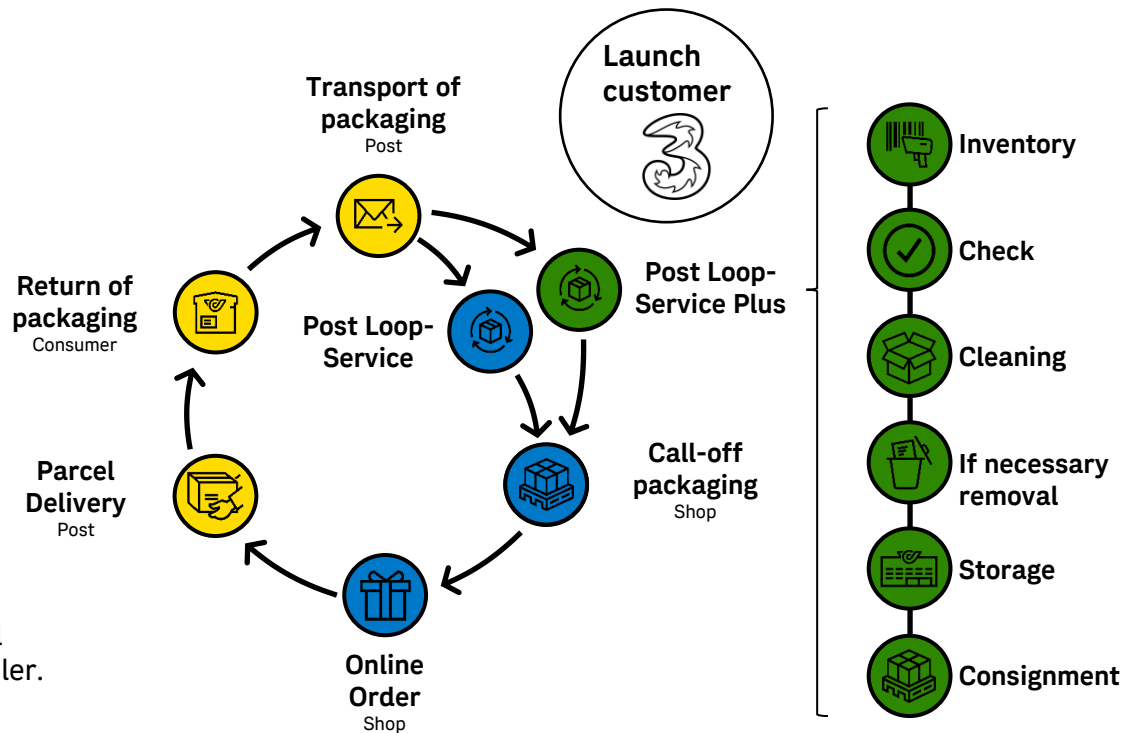 Launch
customer
3
Transport of
packaging
Post
Return of
packaging
Consumer
Post Loop-
Service
Post Loop-
Service Plus
Parcel
Delivery
Post
Call-off
packaging
Shop
Online
Order
Shop
ler.
Inventory
Check
Cleaning
If necessary
removal
Storage
Consignment